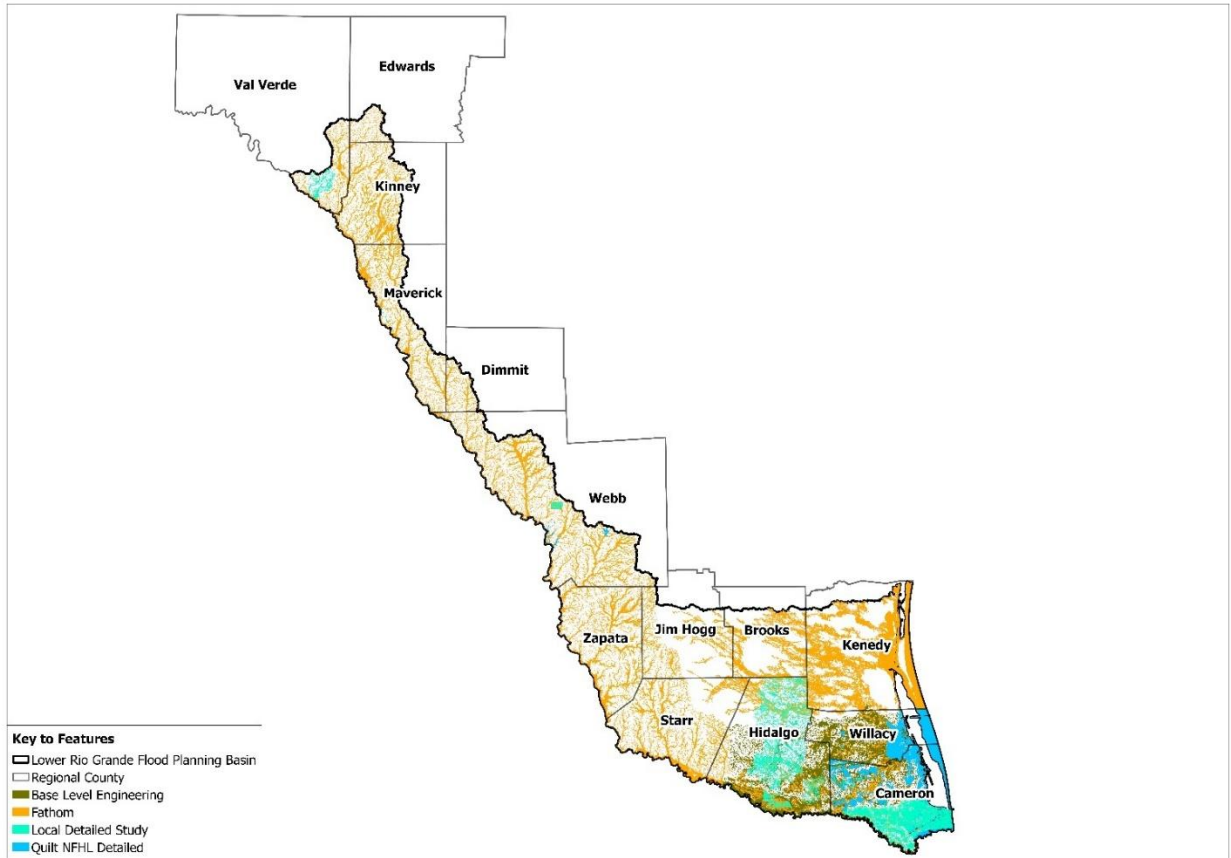 Val Verde
Edwards
Kinney
Maverick
Dimmit
Webb
Zapata
Jim Hogg
Brooks
Kenedy
Starr
Hidalgo
Willacy
Cameron
Key to Features
Lower Rio Grande Flood Planning Basin
Regional County
Base Level Engineering
Fathom
Local Detailed Study
Quilt NFHL Detailed